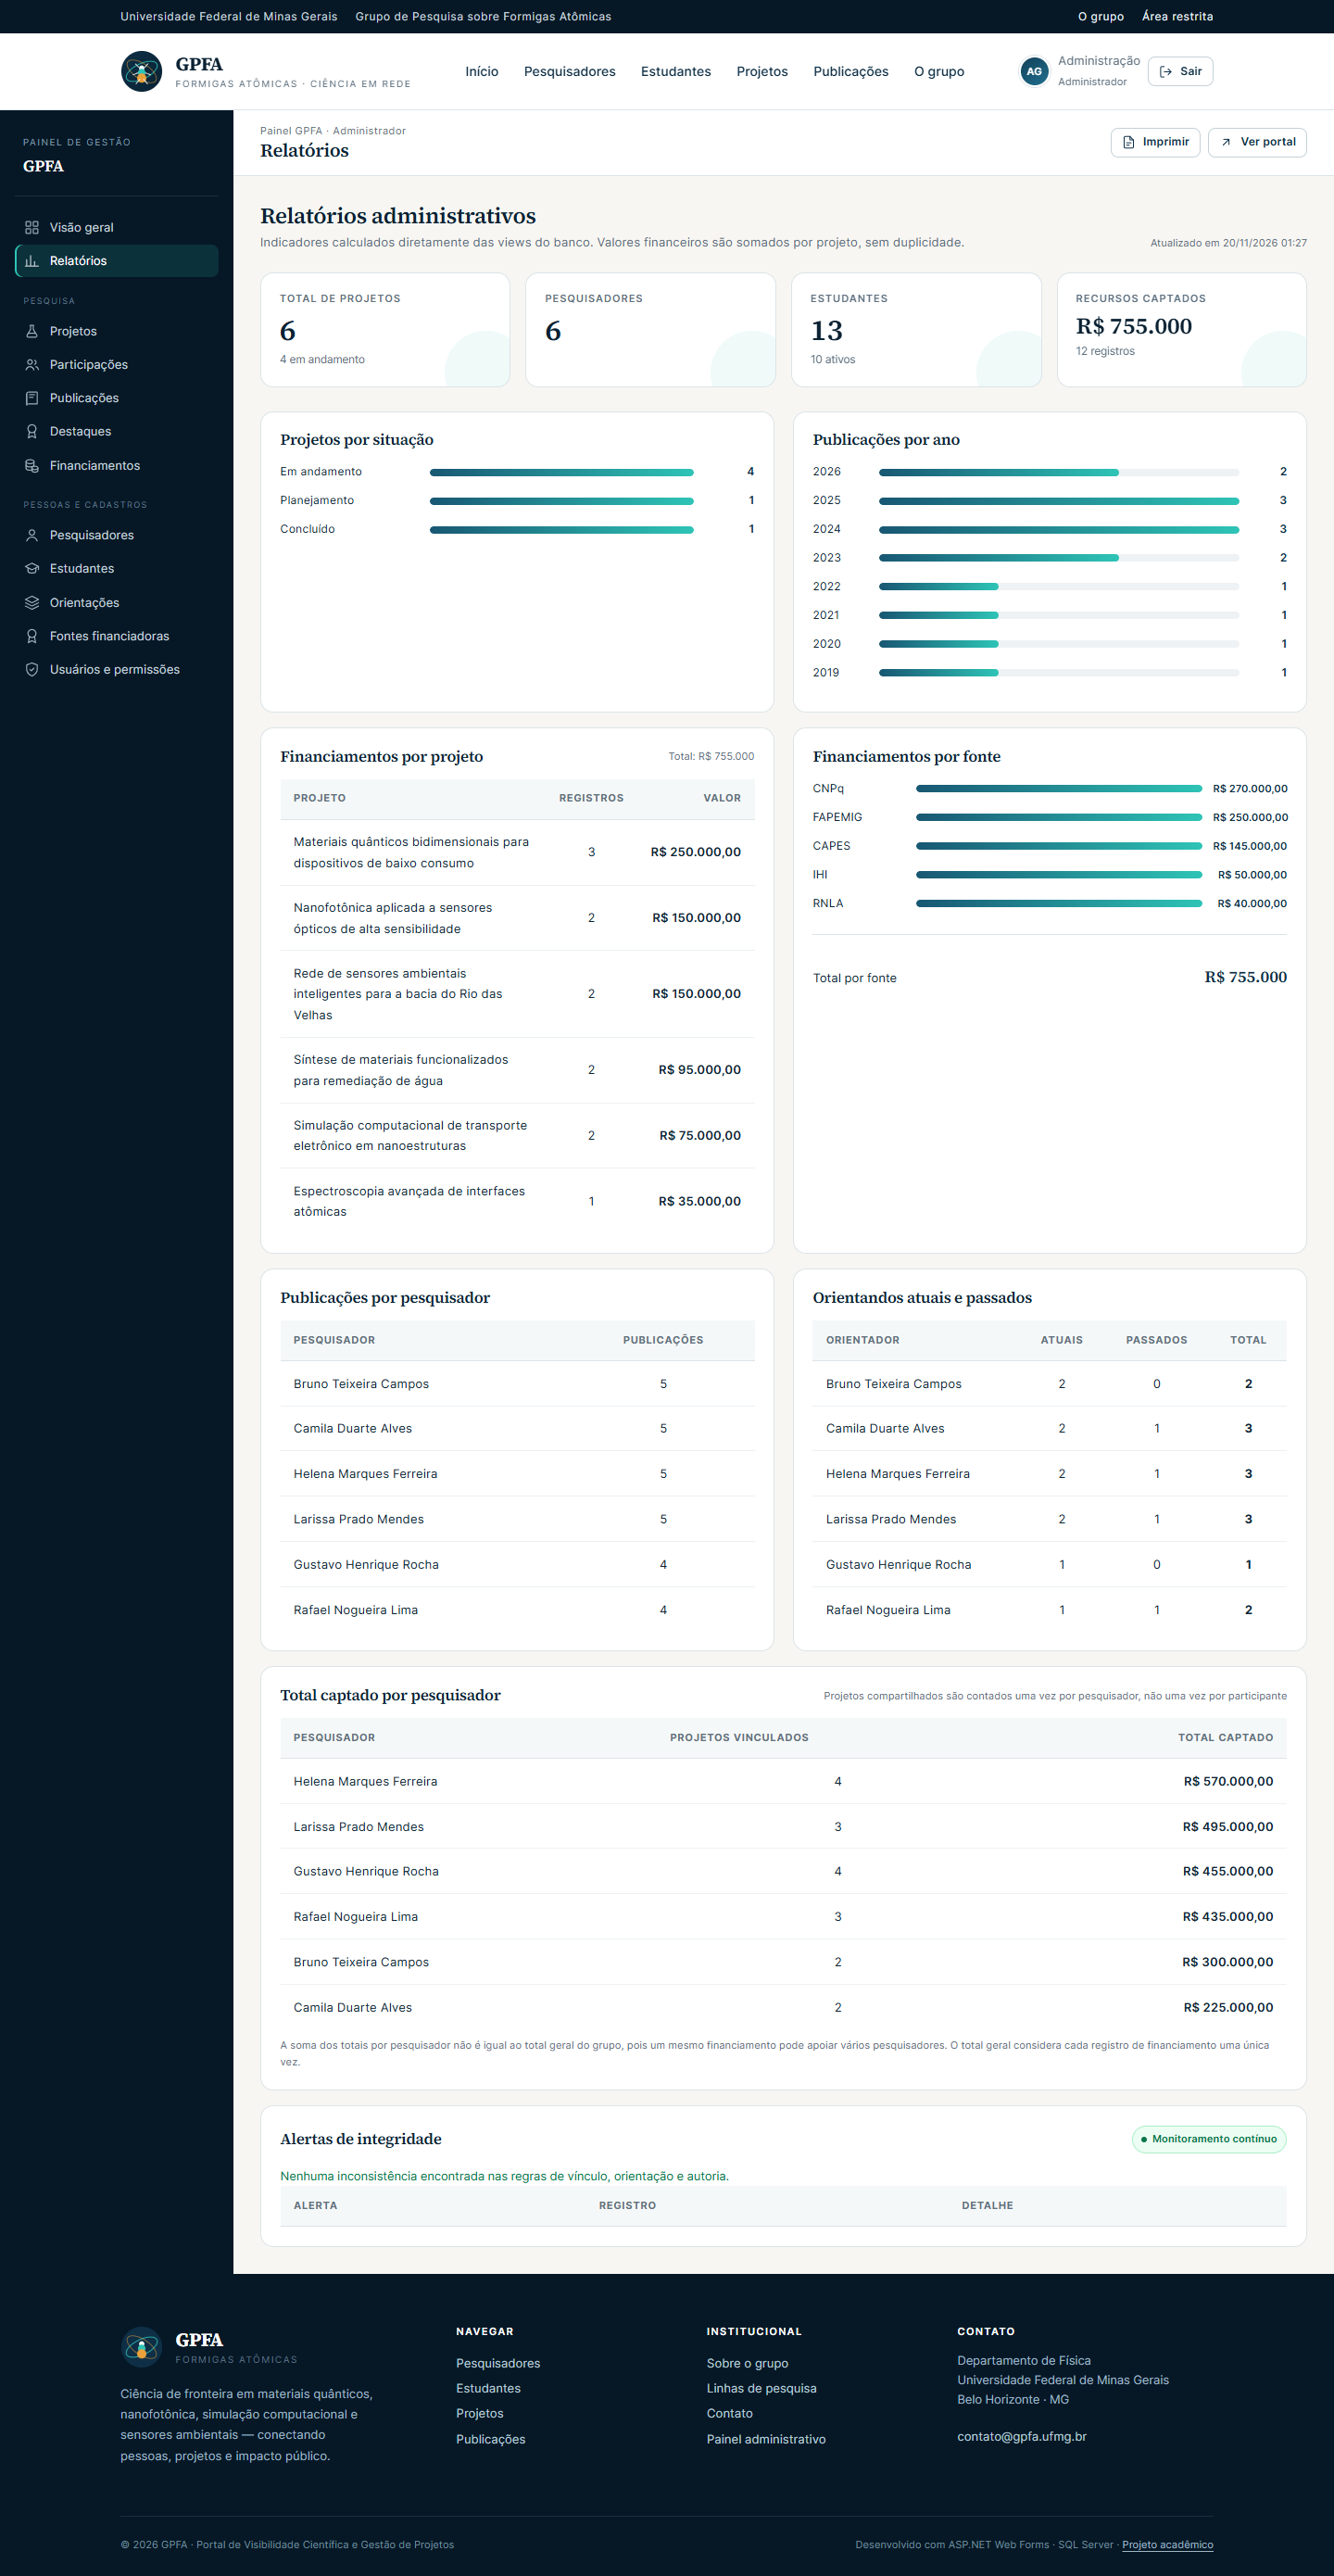 Universidade Federal de Minas Gerais Grupo de Pesquisa sobre Formigas Atômicas O grupo Área restrita
GPFA
FORMIGAS ATÔMICAS · CIÊNCIA EM REDE
Início Pesquisadores Estudantes Projetos Publicações O grupo
AG Administração
Administrador
Sair
PAINEL DE GESTÃO
GPFA
Visão geral
Relatórios
PESQUISA
Projetos
Participações
Publicações
Destaques
Financiamentos
PESSOAS E CADASTROS
Pesquisadores
Estudantes
Orientações
Fontes financiadoras
Usuários e permissões
Painel GPFA · Administrador
Relatórios
Imprimir
Ver portal
Relatórios administrativos
Indicadores calculados diretamente das views do banco. Valores financeiros são somados por projeto, sem duplicidade. Atualizado em 20/11/2026 01:27
TOTAL DE PROJETOS
6
4 em andamento
PESQUISADORES
6
ESTUDANTES
13
10 ativos
RECURSOS CAPTADOS
R$ 755.000
12 registros
Projetos por situação
Em andamento 4
Planejamento 1
Concluído 1
Publicações por ano
2026 2
2025 3
2024 3
2023 2
2022 1
2021 1
2020 1
2019 1
Financiamentos por projeto Total: R$ 755.000
PROJETO REGISTROS VALOR
Materiais quânticos bidimensionais para
dispositivos de baixo consumo 3 R$ 250.000,00
Nanofotônica aplicada a sensores
ópticos de alta sensibilidade 2 R$ 150.000,00
Rede de sensores ambientais
inteligentes para a bacia do Rio das 2 R$ 150.000,00
Velhas
Síntese de materiais funcionalizados
para remediação de água 2 R$ 95.000,00
Simulação computacional de transporte
eletrônico em nanoestruturas 2 R$ 75.000,00
Espectroscopia avançada de interfaces
atômicas 1 R$ 35.000,00
Financiamentos por fonte
CNPq R$ 270.000,00
FAPEMIG R$ 250.000,00
CAPES R$ 145.000,00
IHI R$ 50.000,00
RNLA R$ 40.000,00
Total por fonte R$ 755.000
Publicações por pesquisador
PESQUISADOR PUBLICAÇÕES
Bruno Teixeira Campos 5
Camila Duarte Alves 5
Helena Marques Ferreira 5
Larissa Prado Mendes 5
Gustavo Henrique Rocha 4
Rafael Nogueira Lima 4
Orientandos atuais e passados
ORIENTADOR ATUAIS PASSADOS TOTAL
Bruno Teixeira Campos 2 0 2
Camila Duarte Alves 2 1 3
Helena Marques Ferreira 2 1 3
Larissa Prado Mendes 2 1 3
Gustavo Henrique Rocha 1 0 1
Rafael Nogueira Lima 1 1 2
Total captado por pesquisador Projetos compartilhados são contados uma vez por pesquisador, não uma vez por participante
PESQUISADOR PROJETOS VINCULADOS TOTAL CAPTADO
Helena Marques Ferreira 4 R$ 570.000,00
Larissa Prado Mendes 3 R$ 495.000,00
Gustavo Henrique Rocha 4 R$ 455.000,00
Rafael Nogueira Lima 3 R$ 435.000,00
Bruno Teixeira Campos 2 R$ 300.000,00
Camila Duarte Alves 2 R$ 225.000,00
A soma dos totais por pesquisador não é igual ao total geral do grupo, pois um mesmo financiamento pode apoiar vários pesquisadores. O total geral considera cada registro de financiamento uma única
vez.
Alertas de integridade Monitoramento contínuo
Nenhuma inconsistência encontrada nas regras de vínculo, orientação e autoria.
ALERTA REGISTRO DETALHE
GPFA
FORMIGAS ATÔMICAS
Ciência de fronteira em materiais quânticos,
nanofotônica, simulação computacional e
sensores ambientais — conectando
pessoas, projetos e impacto público.
NAVEGAR
Pesquisadores
Estudantes
Projetos
Publicações
INSTITUCIONAL
Sobre o grupo
Linhas de pesquisa
Contato
Painel administrativo
CONTATO
Departamento de Física
Universidade Federal de Minas Gerais
Belo Horizonte · MG
contato@gpfa.ufmg.br
© 2026 GPFA · Portal de Visibilidade Científica e Gestão de Projetos Desenvolvido com ASP.NET Web Forms · SQL Server · Projeto acadêmico